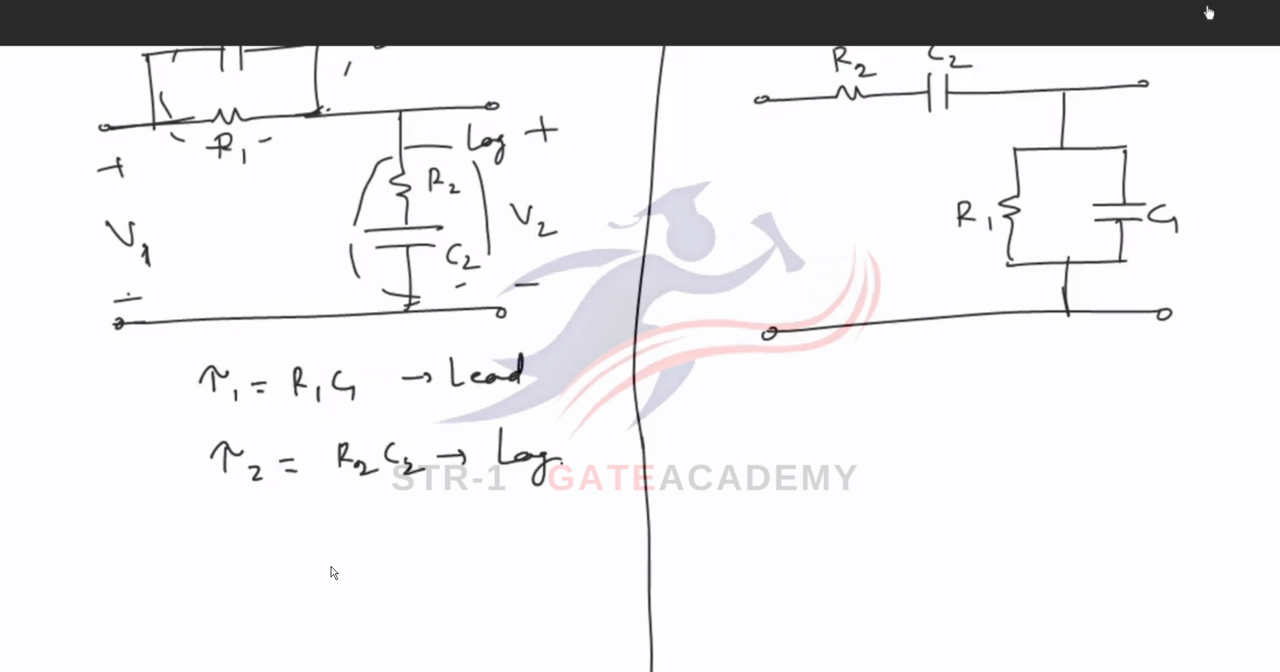 R₁
Lag +
+
R₂
V₁
V₂
C₂
−
−
τ₁ = R₁C₁ → Lead
τ₂ = R₂C₂ → Lag.
R₂
C₂
R₁
C₁
STR-1 GATEACADEMY